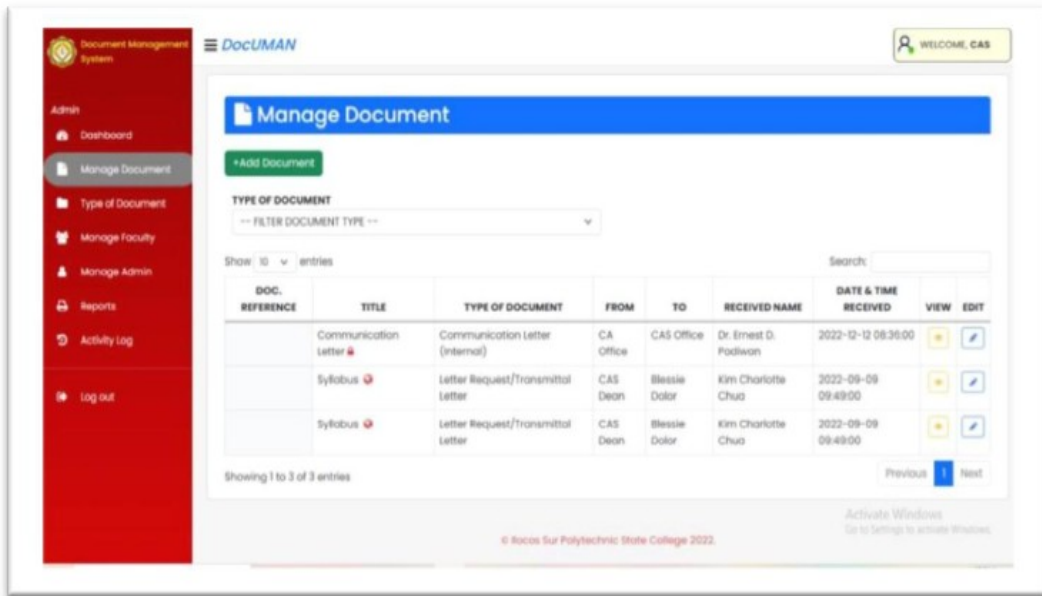 Document Management
System
DocUMAN
WELCOME, CAS
Admin
Dashboard
Manage Document
Type of Document
Manage Faculty
Manage Admin
Reports
Activity Log
Log out
Manage Document
+Add Document
TYPE OF DOCUMENT
-- FILTER DOCUMENT TYPE --
Show 10 entries
Search:
DOC. REFERENCE TITLE TYPE OF DOCUMENT FROM TO RECEIVED NAME DATE & TIME RECEIVED VIEW EDIT
Communication Communication Letter CA CAS Office Dr. Ernest D. 2022-12-12 08:36:00
Letter (Internal) Office Padiwan
Syllabus Letter Request/Transmittal CAS Blessie Kim Charlotte 2022-09-09
Letter Dean Dolor Chua 09:49:00
Syllabus Letter Request/Transmittal CAS Blessie Kim Charlotte 2022-09-09
Letter Dean Dolor Chua 09:49:00
Showing 1 to 3 of 3 entries
Previous 1 Next
Activate Windows
Go to Settings to activate Windows.
© Ilocos Sur Polytechnic State College 2022.